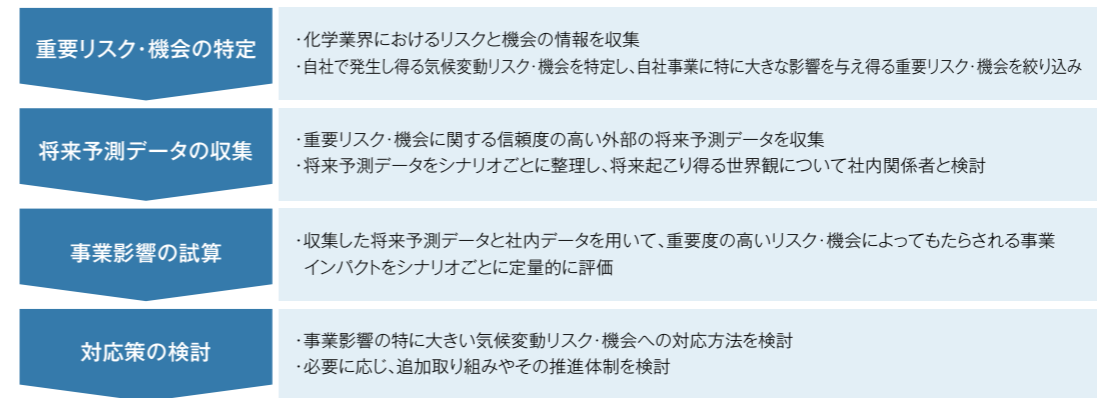 重要リスク・機会の特定
・化学業界におけるリスクと機会の情報を収集
・自社で発生し得る気候変動リスク・機会を特定し、自社事業に特に大きな影響を与え得る重要リスク・機会を絞り込み
将来予測データの収集
・重要リスク・機会に関する信頼度の高い外部の将来予測データを収集
・将来予測データをシナリオごとに整理し、将来起こり得る世界観について社内関係者と検討
事業影響の試算
・収集した将来予測データと社内データを用いて、重要度の高いリスク・機会によってもたらされる事業
インパクトをシナリオごとに定量的に評価
対応策の検討
・事業影響の特に大きい気候変動リスク・機会への対応方法を検討
・必要に応じ、追加取り組みやその推進体制を検討